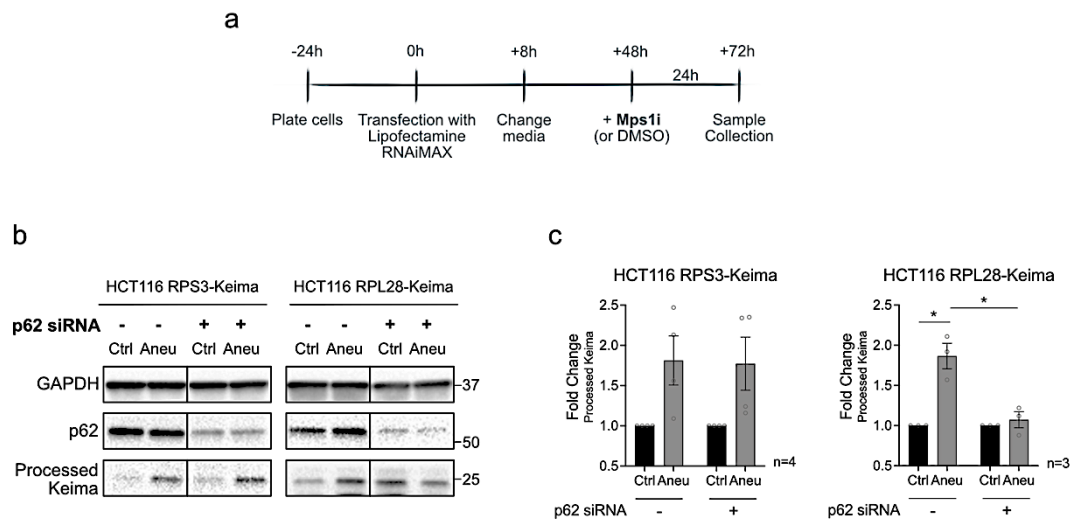 a
-24h 0h +8h +48h +72h
24h
Plate cells Transfection with Change + Mps1i Sample
Lipofectamine media (or DMSO) Collection
RNAiMAX
b
HCT116 RPS3-Keima HCT116 RPL28-Keima
p62 siRNA - - + + - - + +
Ctrl Aneu Ctrl Aneu Ctrl Aneu Ctrl Aneu
GAPDH -37
p62 -50
Processed
Keima -25
c
HCT116 RPS3-Keima
Fold Change
Processed Keima
2.5
2.0
1.5
1.0
0.5
Ctrl Aneu Ctrl Aneu
n=4
p62 siRNA - +
HCT116 RPL28-Keima
Fold Change
Processed Keima
2.5
2.0
1.5
1.0
0.5
* *
Ctrl Aneu Ctrl Aneu
n=3
p62 siRNA - +